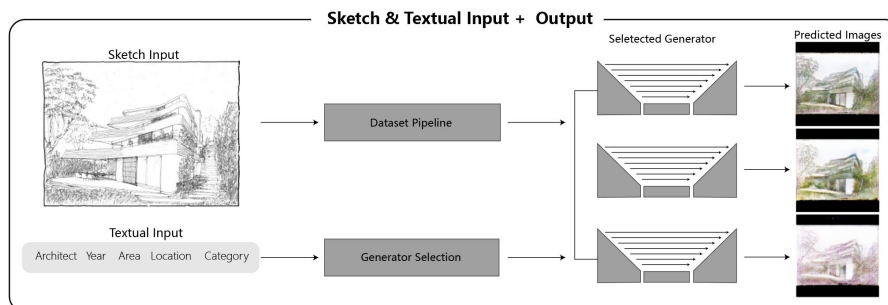 Sketch & Textual Input + Output
Sketch Input
Seletected Generator
Predicted Images
Dataset Pipeline
Textual Input
Architect Year Area Location Category
Generator Selection